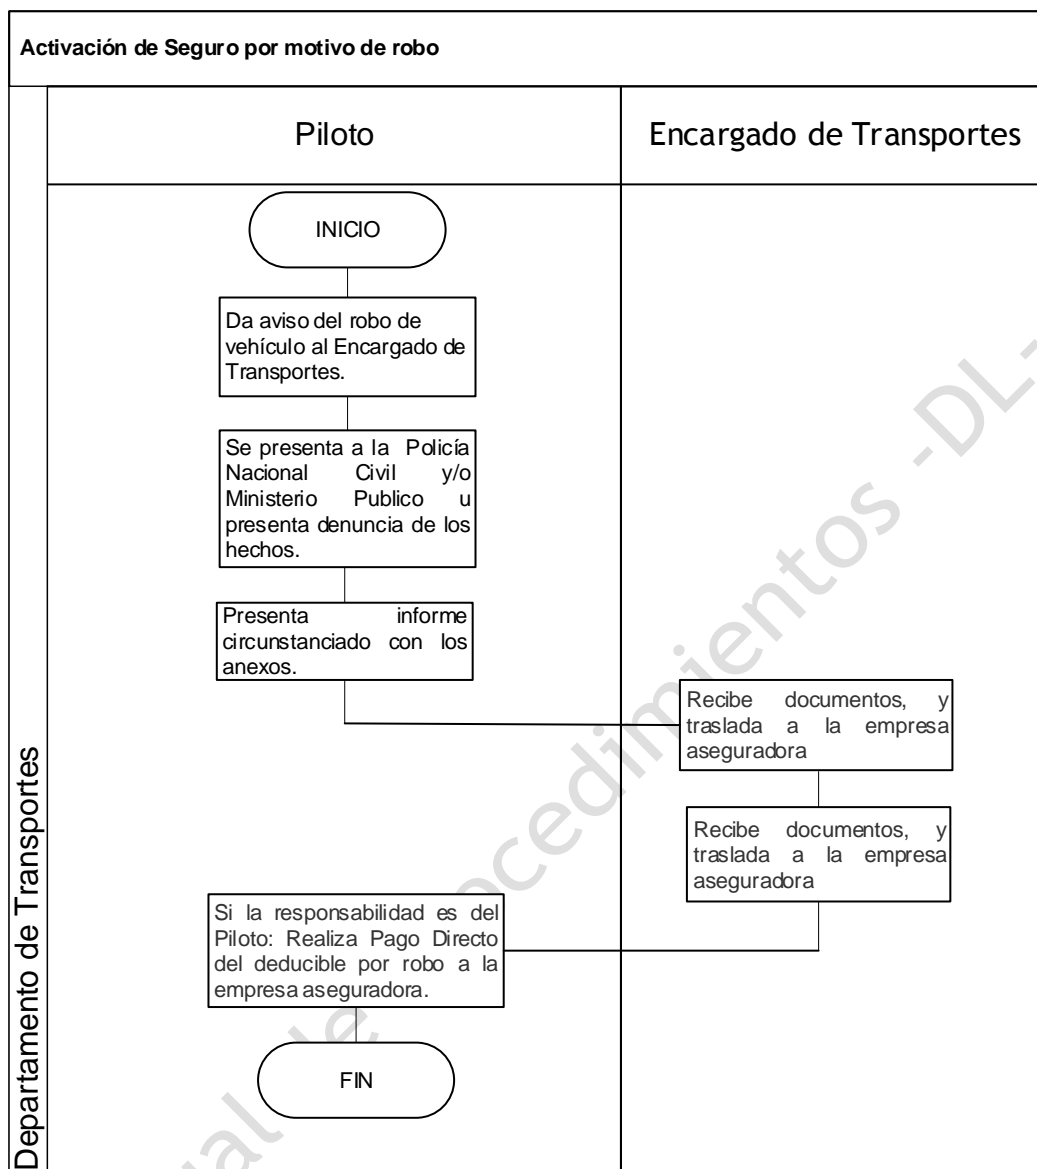 Activación de Seguro por motivo de robo
Piloto
Encargado de Transportes
INICIO
Da aviso del robo de
vehículo al Encargado de
Transportes.
Se presenta a la Policía
Nacional Civil y/o
Ministerio Publico u
presenta denuncia de los
hechos.
Presenta informe
circunstanciado con los
anexos.
Recibe documentos, y
traslada a la empresa
aseguradora
Recibe documentos, y
traslada a la empresa
aseguradora
Si la responsabilidad es del
Piloto: Realiza Pago Directo
del deducible por robo a la
empresa aseguradora.
FIN
Departamento de Transportes